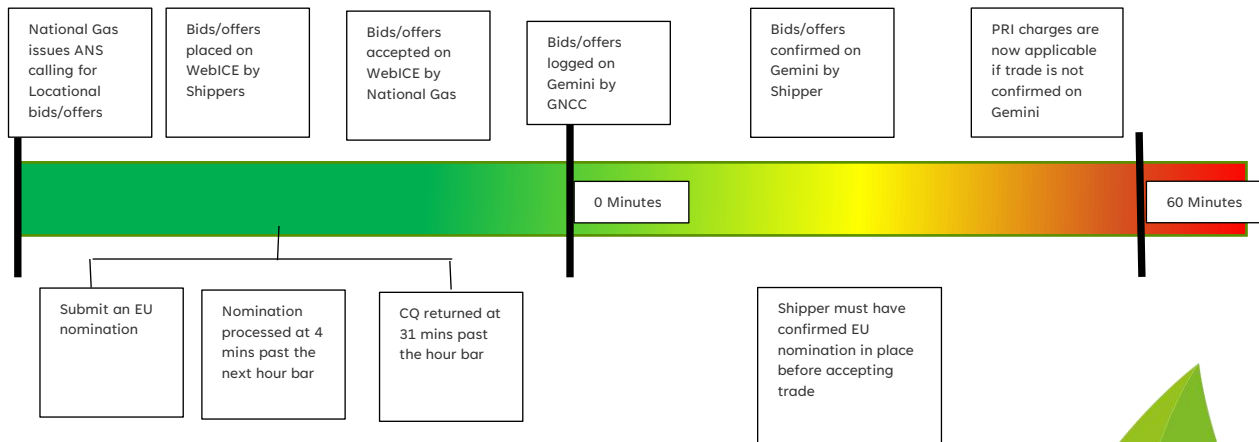 National Gas
issues ANS
calling for
Locational
bids/offers
Bids/offers
placed on
WebICE by
Shippers
Bids/offers
accepted on
WebICE by
National Gas
Bids/offers
logged on
Gemini by
GNCC
Bids/offers
confirmed on
Gemini by
Shipper
PRI charges are
now applicable
if trade is not
confirmed on
Gemini
0 Minutes
60 Minutes
Submit an EU
nomination
Nomination
processed at 4
mins past the
next hour bar
CQ returned at
31 mins past
the hour bar
Shipper must have
confirmed EU
nomination in place
before accepting
trade